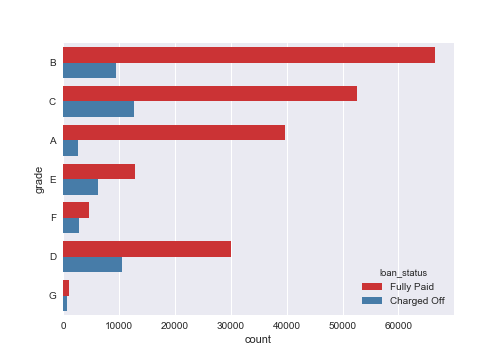 B
C
A
E
F
D
G
grade
loan_status
Fully Paid
Charged Off
0 10000 20000 30000 40000 50000 60000
count